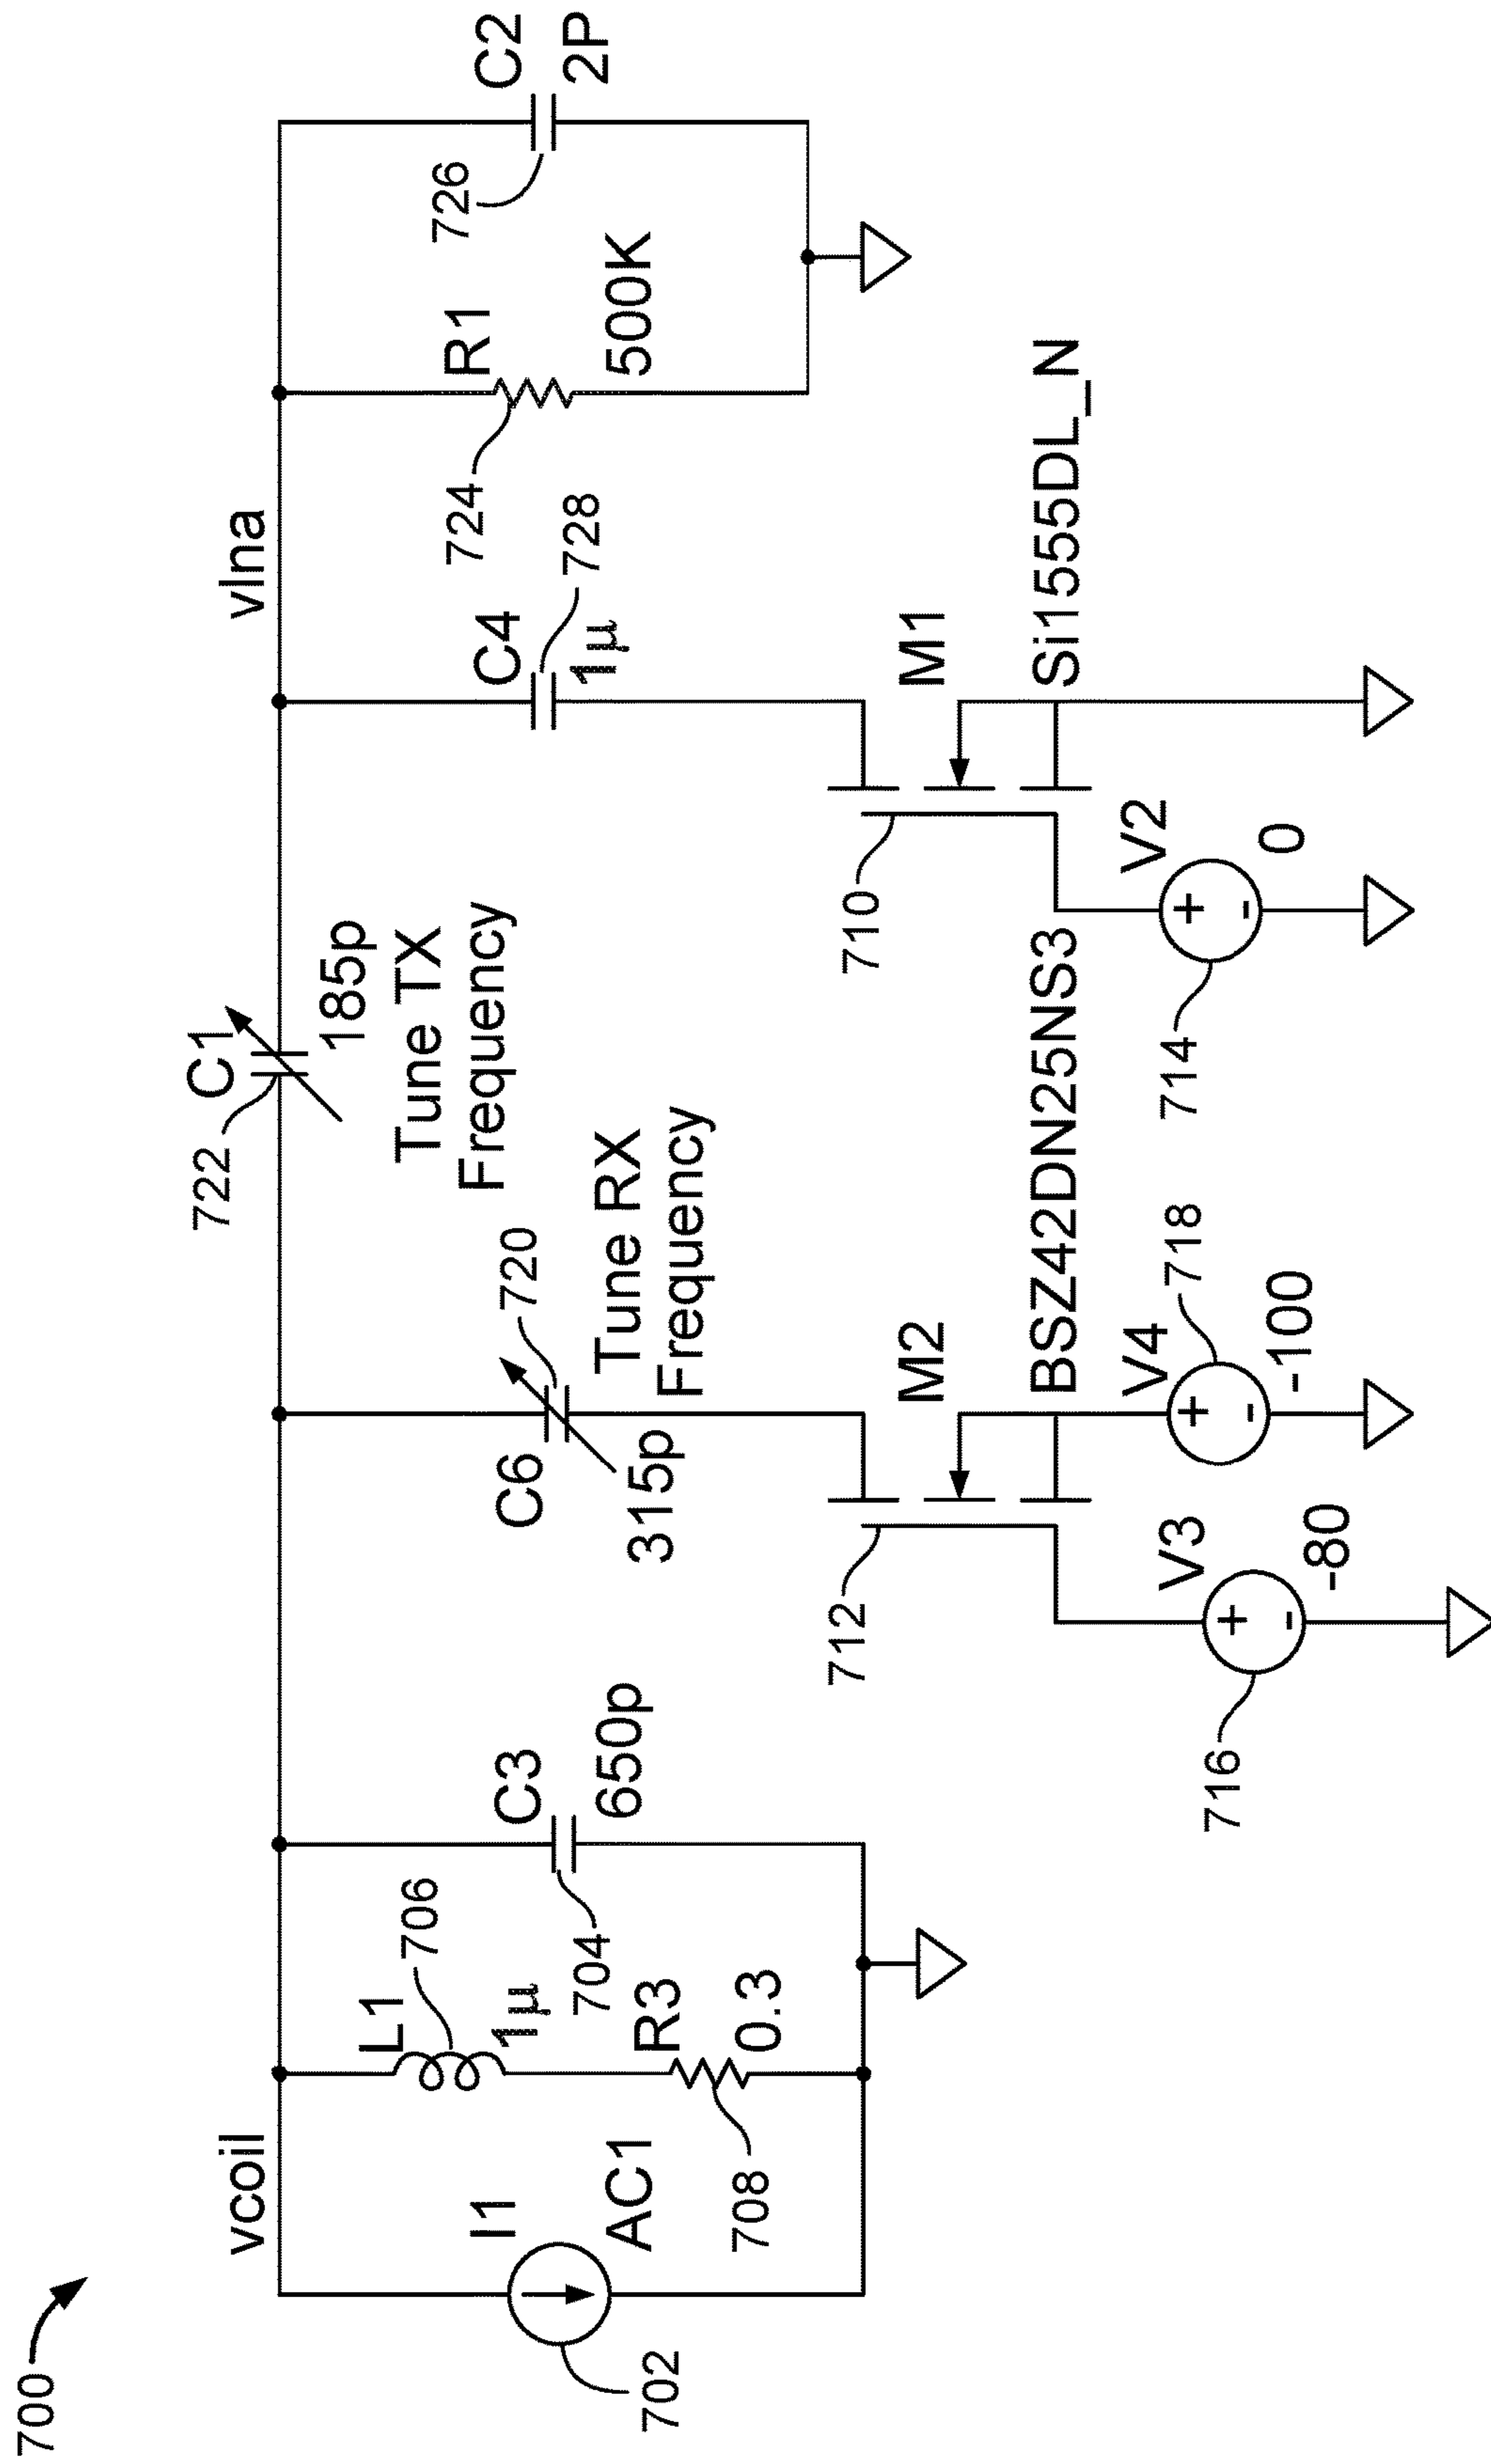 700
vcoil
I1
AC1
702
L1
1µ
706
R3
0.3
708
C3
650p
704
C6
315p
720
Tune RX
Frequency
M2
BSZ42DN25NS3
712
V3
-80
716
V4
-100
718
C1
185p
722
Tune TX
Frequency
vlna
C4
1µ
728
M1
Si1555DL_N
710
V2
0
714
R1
500K
724
C2
2P
726
+
-
+
-
+
-